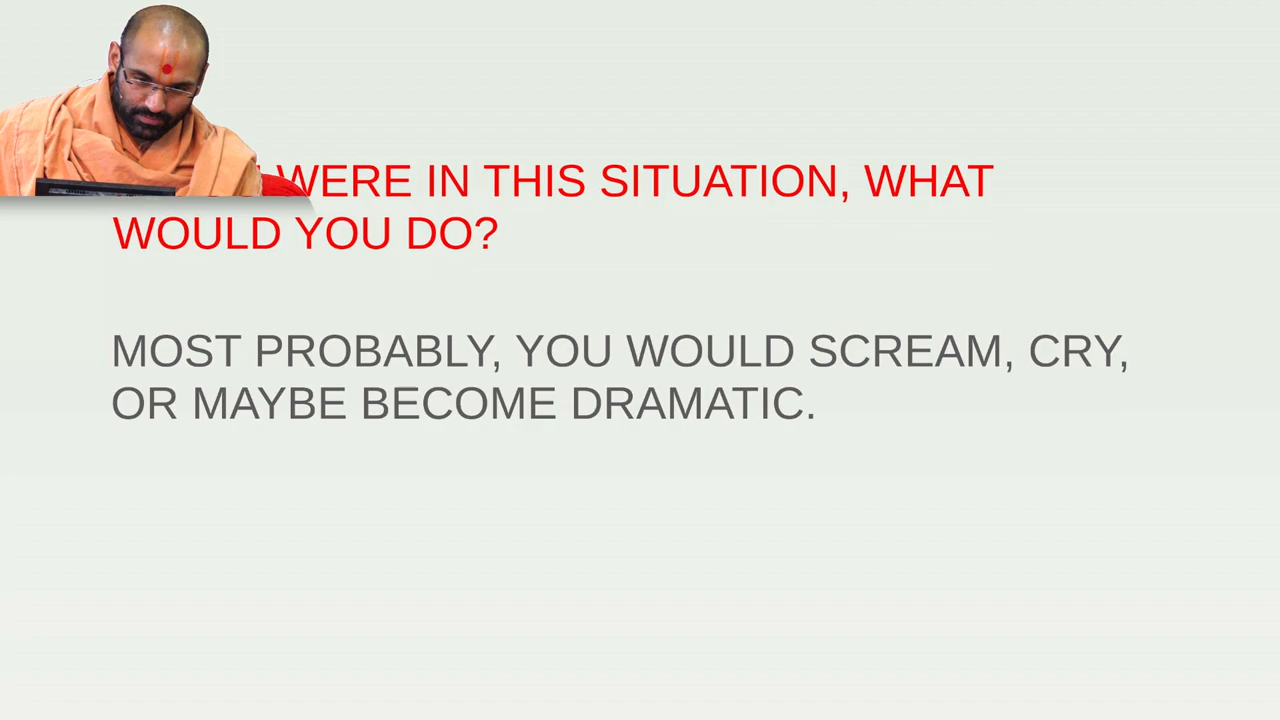 WERE IN THIS SITUATION, WHAT
WOULD YOU DO?
MOST PROBABLY, YOU WOULD SCREAM, CRY,
OR MAYBE BECOME DRAMATIC.